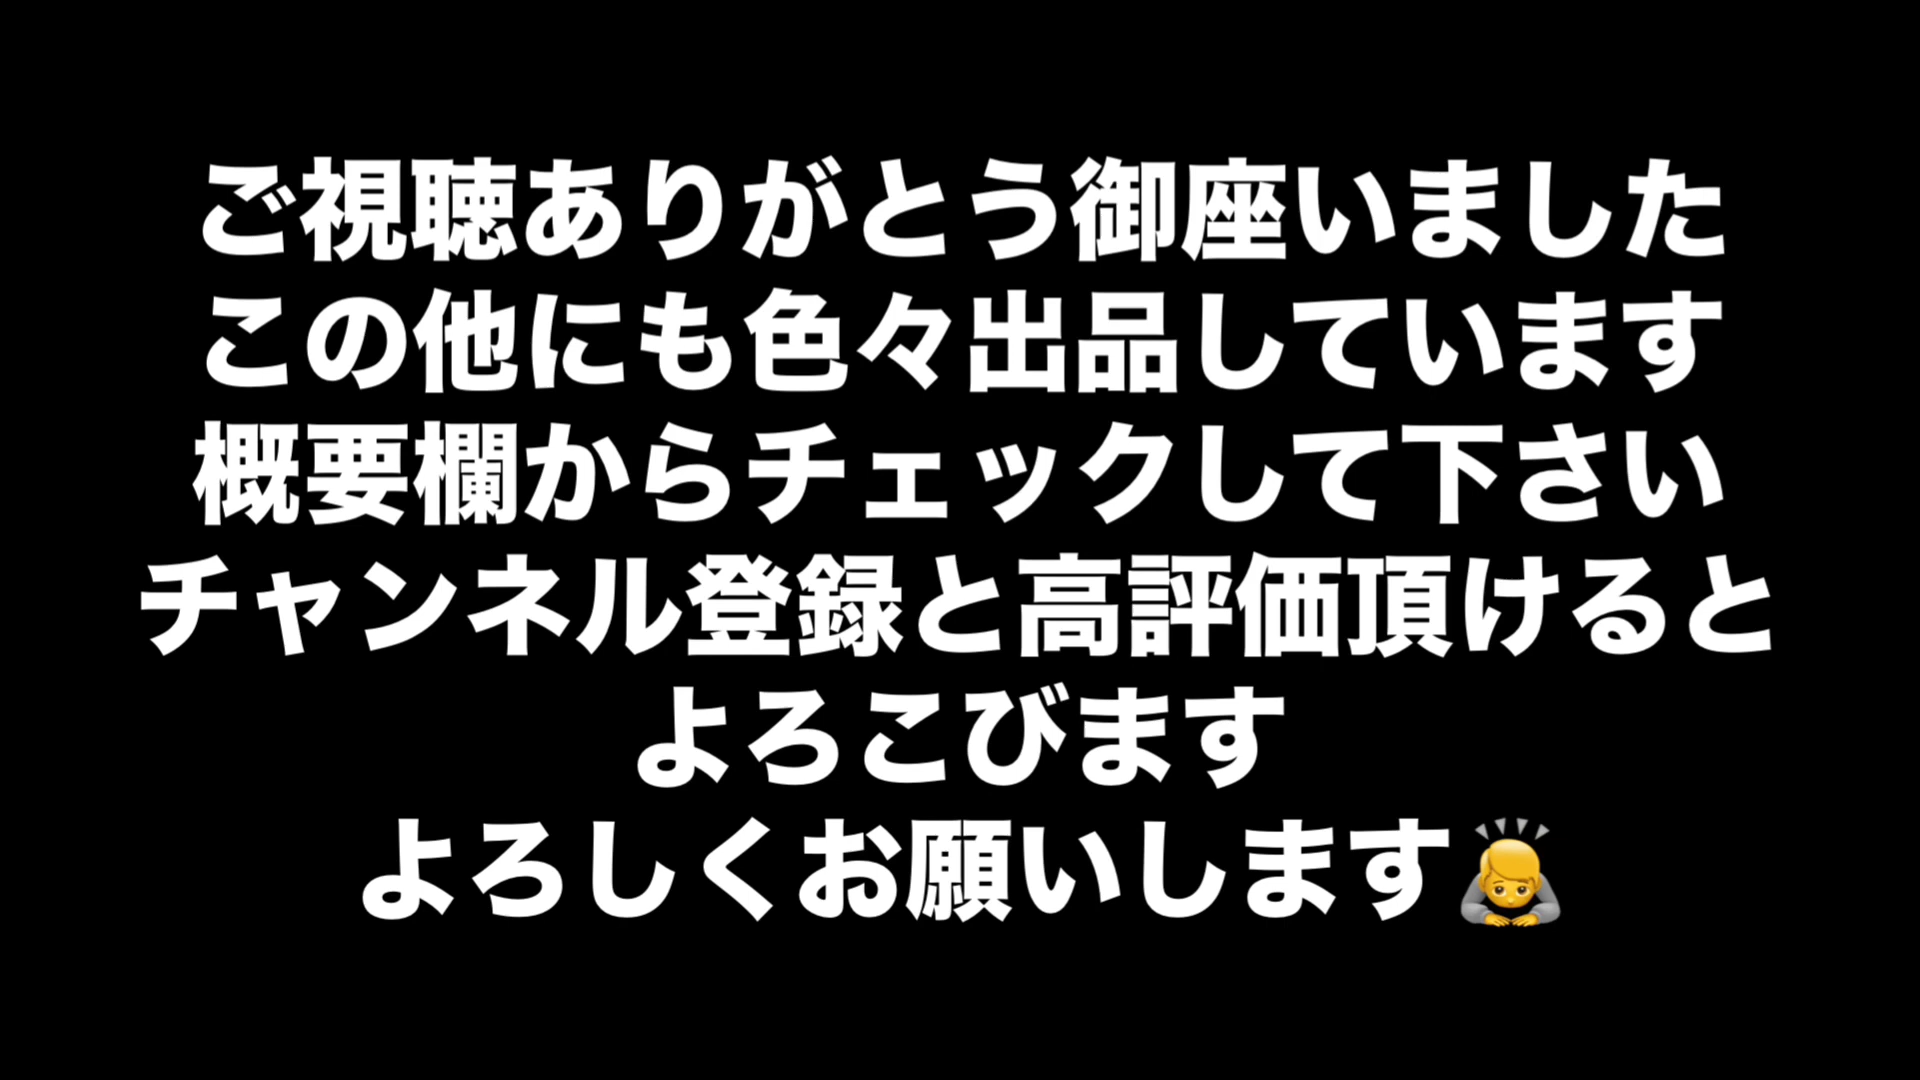 ご視聴ありがとう御座いました
この他にも色々出品しています
概要欄からチェックして下さい
チャンネル登録と高評価頂けると
よろこびます
よろしくお願いします🙇